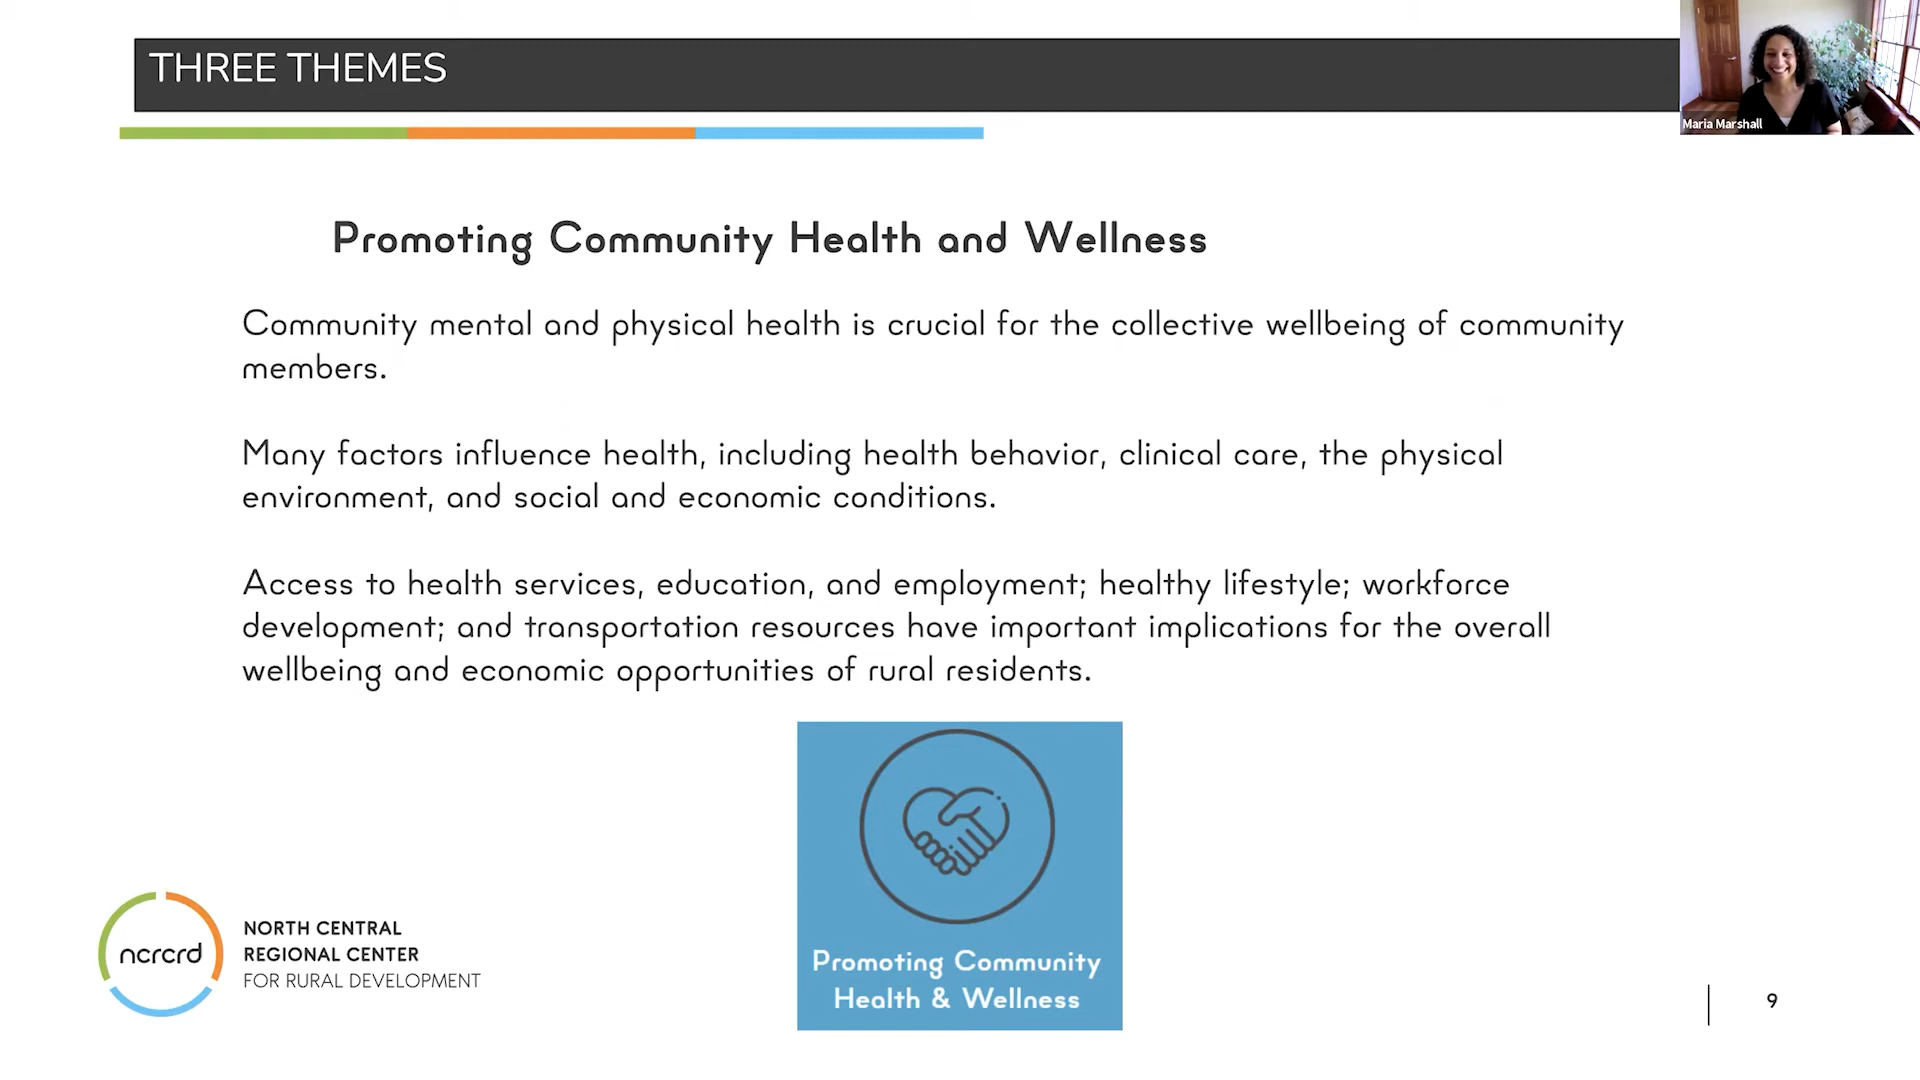 THREE THEMES
Maria Marshall
Promoting Community Health and Wellness
Community mental and physical health is crucial for the collective wellbeing of community
members.
Many factors influence health, including health behavior, clinical care, the physical
environment, and social and economic conditions.
Access to health services, education, and employment; healthy lifestyle; workforce
development; and transportation resources have important implications for the overall
wellbeing and economic opportunities of rural residents.
Promoting Community
Health & Wellness
ncrcrd
NORTH CENTRAL
REGIONAL CENTER
FOR RURAL DEVELOPMENT
9